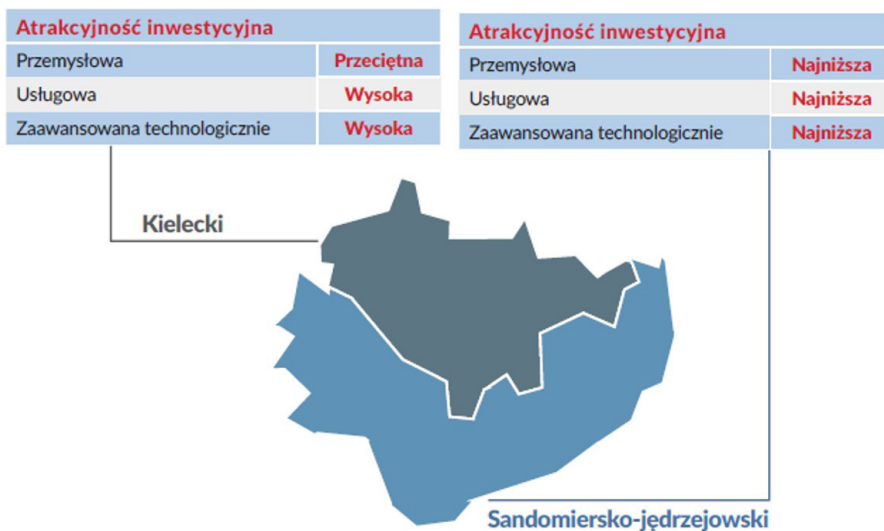 Atrakcyjność inwestycyjna
Przemysłowa Przeciętna
Usługowa Wysoka
Zaawansowana technologicznie Wysoka
Atrakcyjność inwestycyjna
Przemysłowa Najniższa
Usługowa Najniższa
Zaawansowana technologicznie Najniższa
Kielecki
Sandomiersko-jędrzejowski